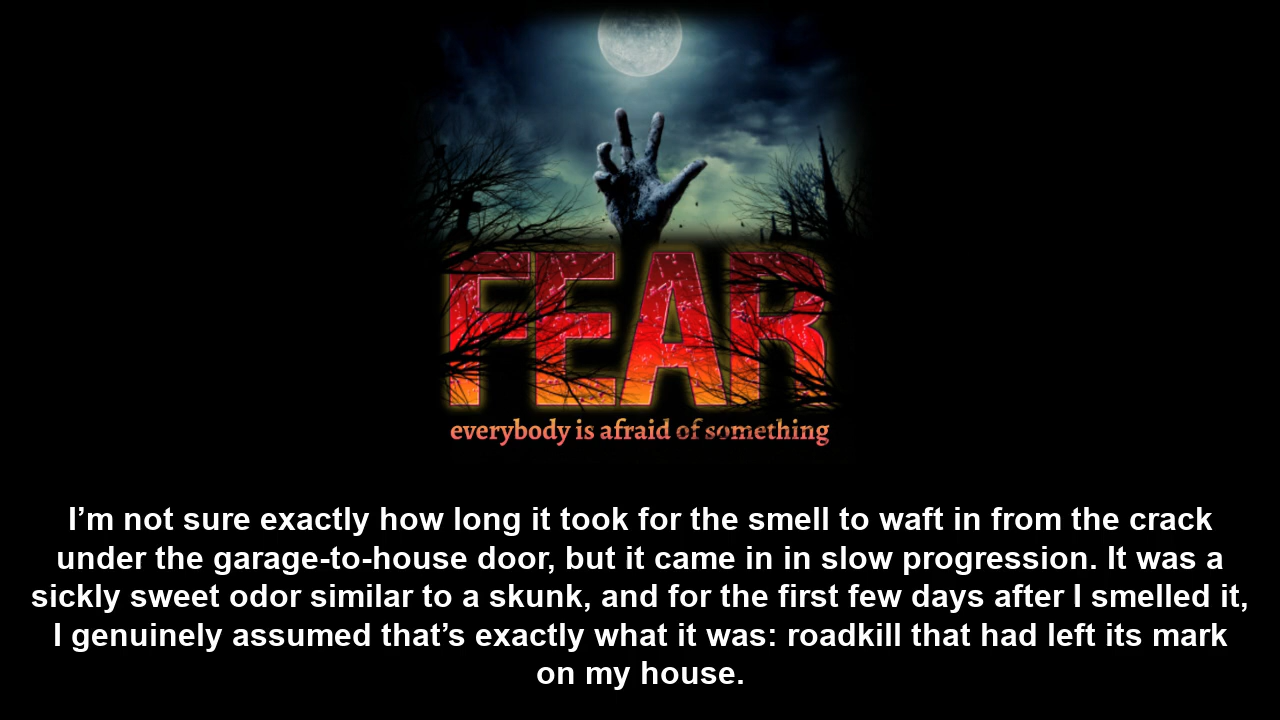 FEAR
everybody is afraid of something
I’m not sure exactly how long it took for the smell to waft in from the crack
under the garage-to-house door, but it came in in slow progression. It was a
sickly sweet odor similar to a skunk, and for the first few days after I smelled it,
I genuinely assumed that’s exactly what it was: roadkill that had left its mark
on my house.